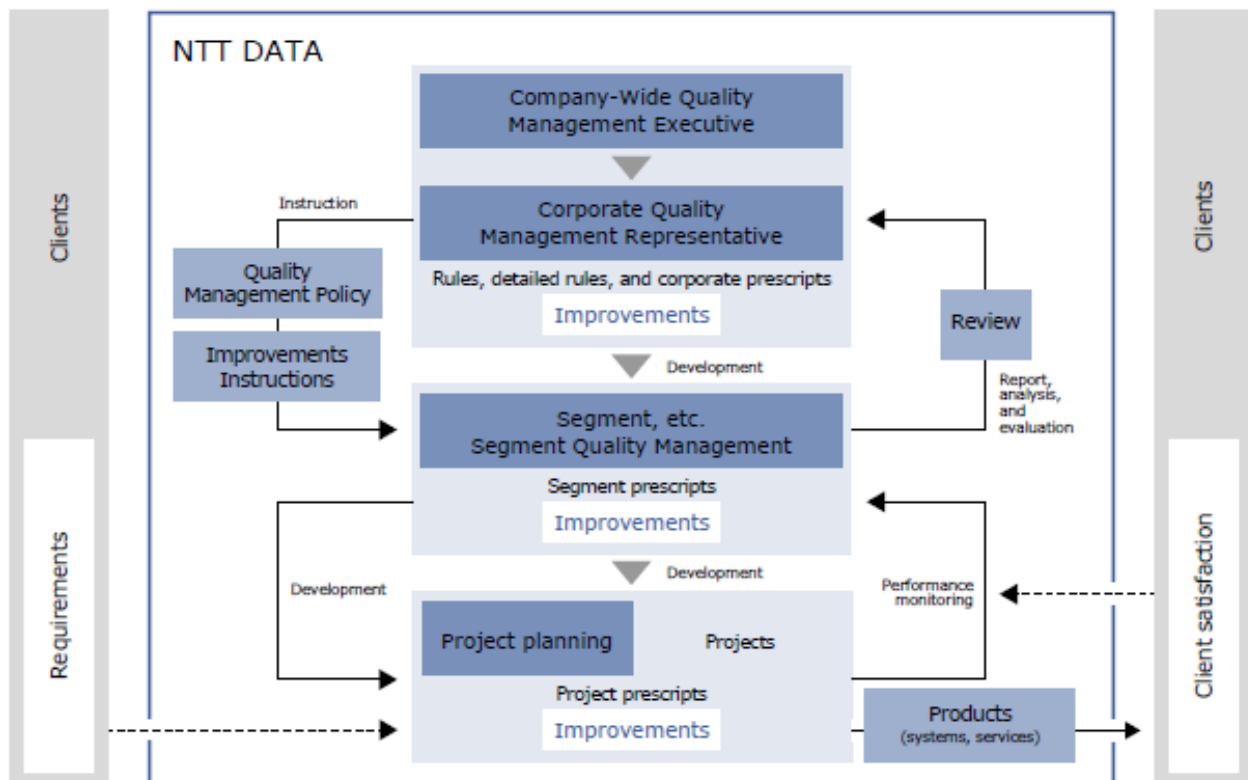 NTT DATA
Company-Wide Quality
Management Executive
Clients
Instruction
Corporate Quality
Management Representative
Clients
Quality
Management Policy
Rules, detailed rules, and corporate prescripts
Improvements
Review
Improvements
Instructions
Development
Report,
analysis,
and
evaluation
Segment, etc.
Segment Quality Management
Segment prescripts
Improvements
Requirements
Development
Development
Performance
monitoring
Client satisfaction
Project planning
Projects
Project prescripts
Improvements
Products
(systems, services)